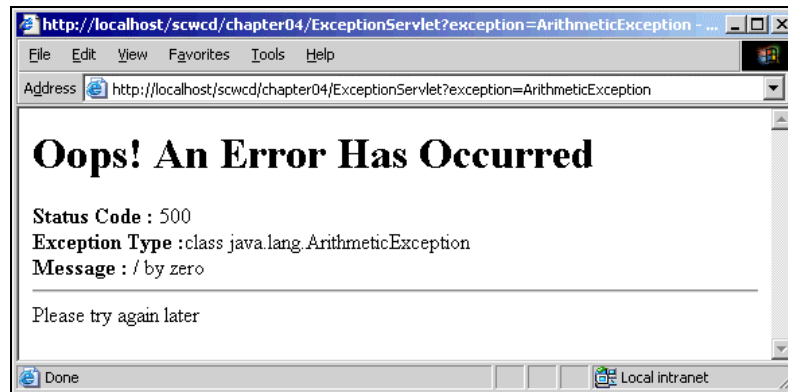 http://localhost/scwcd/chapter04/ExceptionServlet?exception=ArithmeticException - ...
File Edit View Favorites Tools Help
Address http://localhost/scwcd/chapter04/ExceptionServlet?exception=ArithmeticException
Oops! An Error Has Occurred
Status Code : 500
Exception Type :class java.lang.ArithmeticException
Message : / by zero
Please try again later
Done Local intranet